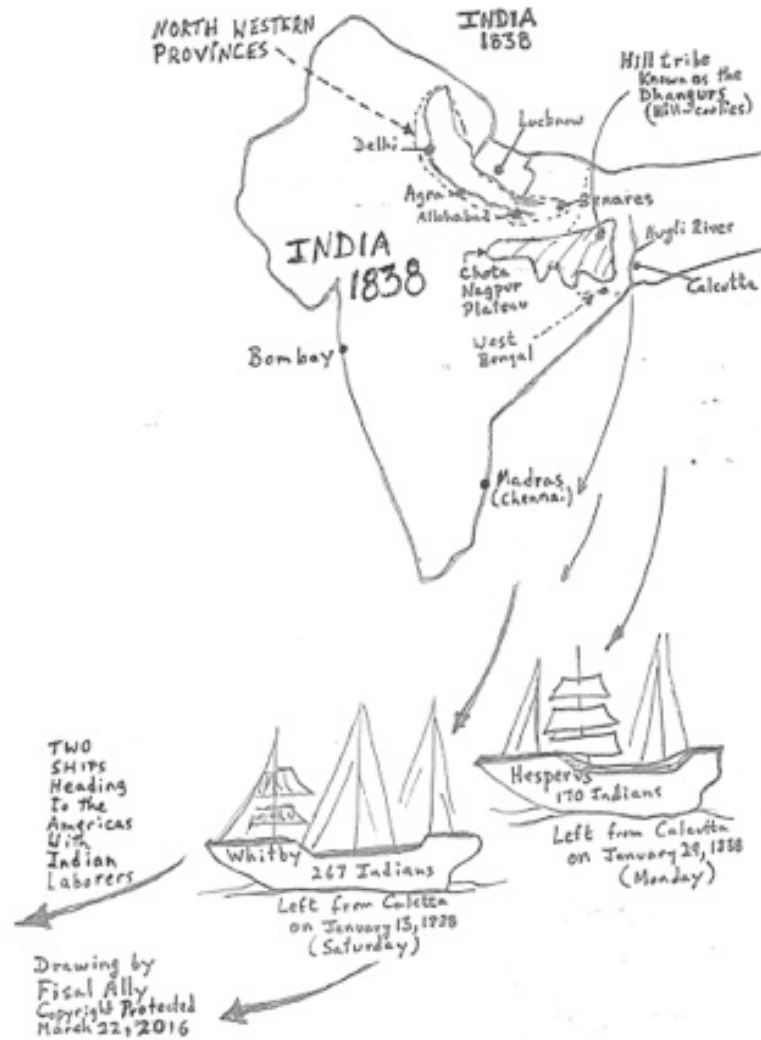 NORTH WESTERN
PROVINCES
INDIA
1838
Hill tribe
Known as the
Dhangurs
(Hill-coolies)
Lucknow
Delhi
Agra
Allahabad
Benares
Hugli River
INDIA
1838
Chota
Nagpur
Plateau
Calcutta
West
Bengal
Bombay
Madras
(Chennai)
TWO
SHIPS
Heading
To the
Americas
With
Indian
Laborers
Hesperus
170 Indians
Left from Calcutta
on January 29, 1838
(Monday)
Whitby
267 Indians
Left from Calctta
on January 13, 1838
(Saturday)
Drawing by
Fisal Ally
Copyright Protected
March 22, 2016